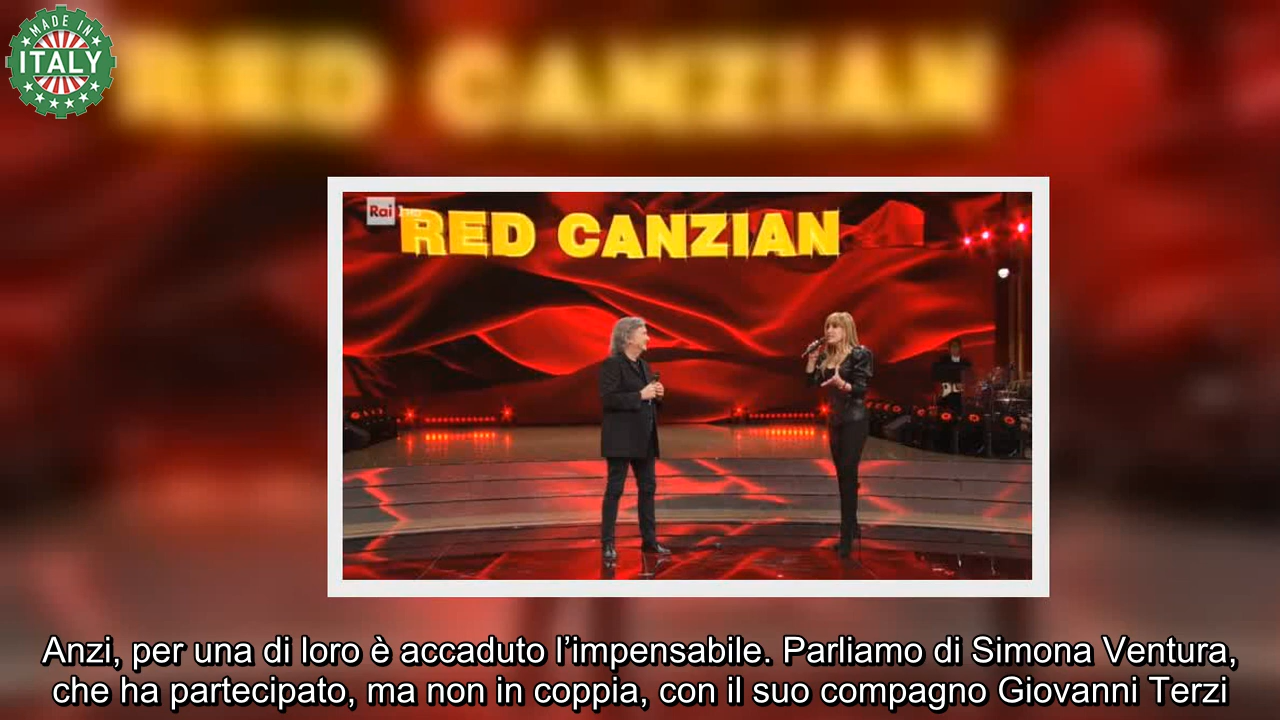 MADE IN
ITALY
RED CANZIAN
Rai
RED CANZIAN
Anzi, per una di loro è accaduto l’impensabile. Parliamo di Simona Ventura,
che ha partecipato, ma non in coppia, con il suo compagno Giovanni Terzi